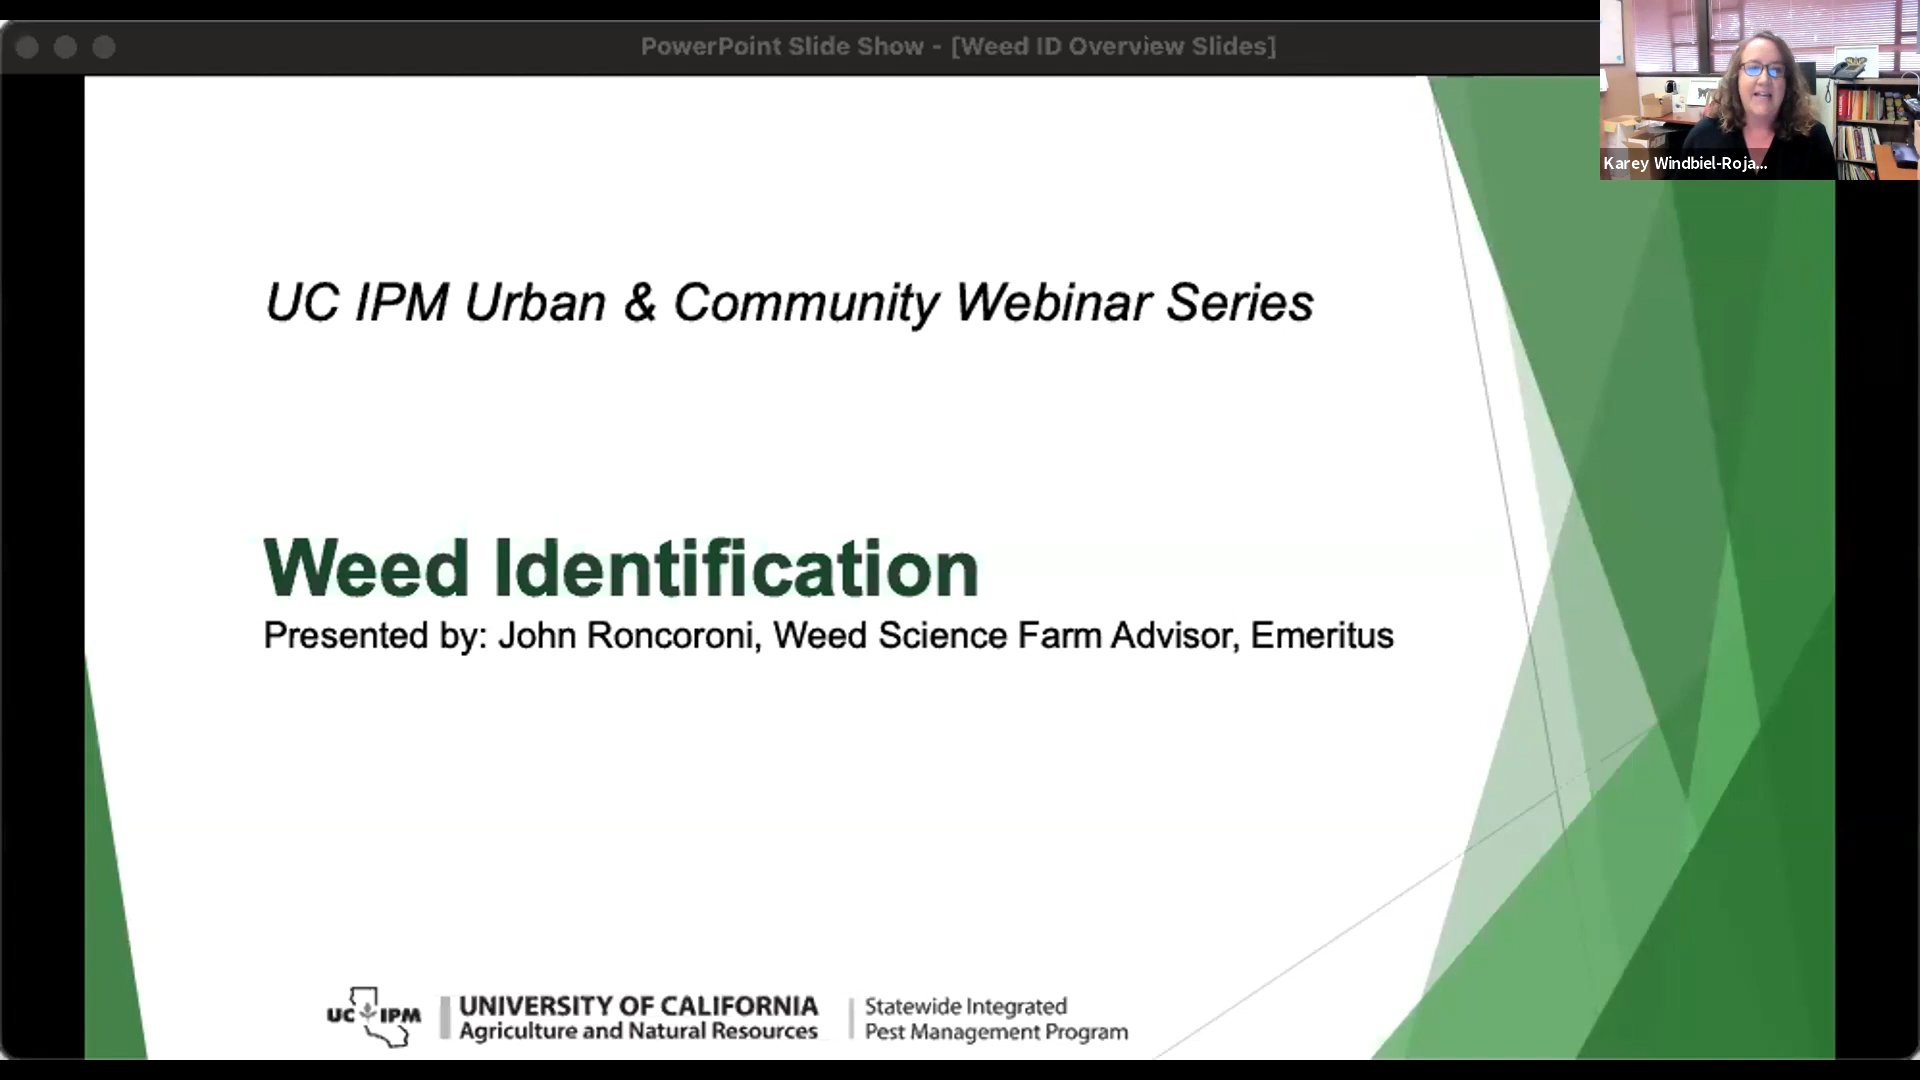 PowerPoint Slide Show - [Weed ID Overview Slides]
Karey Windbiel-Roja...
UC IPM Urban & Community Webinar Series
Weed Identification
Presented by: John Roncoroni, Weed Science Farm Advisor, Emeritus
UC IPM
UNIVERSITY OF CALIFORNIA
Agriculture and Natural Resources
Statewide Integrated
Pest Management Program